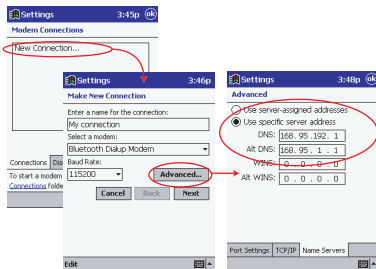 Settings 3:45p ok
Modem Connections
New Connection...
Connections Dia
To start a modem
Connections folde
Settings 3:46p
Make New Connection
Enter a name for the connection:
My connection
Select a modem:
Bluetooth Dialup Modem
Baud Rate:
115200 Advanced...
Cancel Back Next
Edit
Settings 3:48p ok
Advanced
Use server-assigned addresses
Use specific server address
DNS: 168. 95 .192. 1
Alt DNS: 168. 95 . 1 . 1
WINS: 0 . 0 . 0 . 0
Alt WINS: 0 . 0 . 0 . 0
Port Settings TCP/IP Name Servers